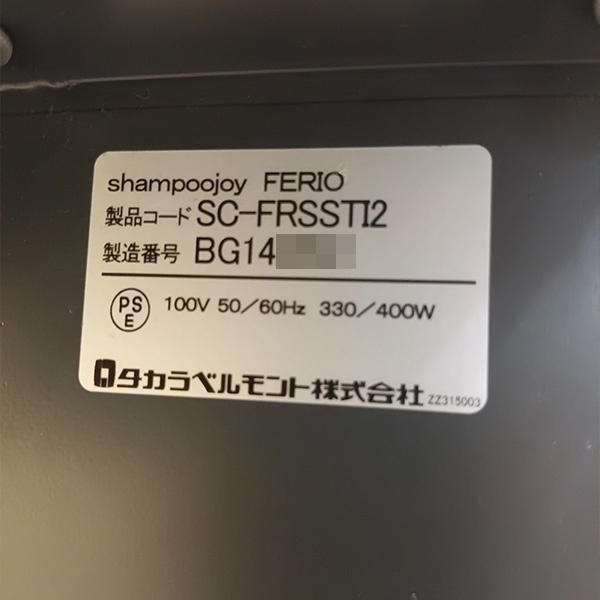 shampoojoy FERIO
製品コード SC-FRSSTI2
製造番号 BG14
PS
E
100V 50/60Hz 330/400W
タカラベルモント株式会社 ZZ315003